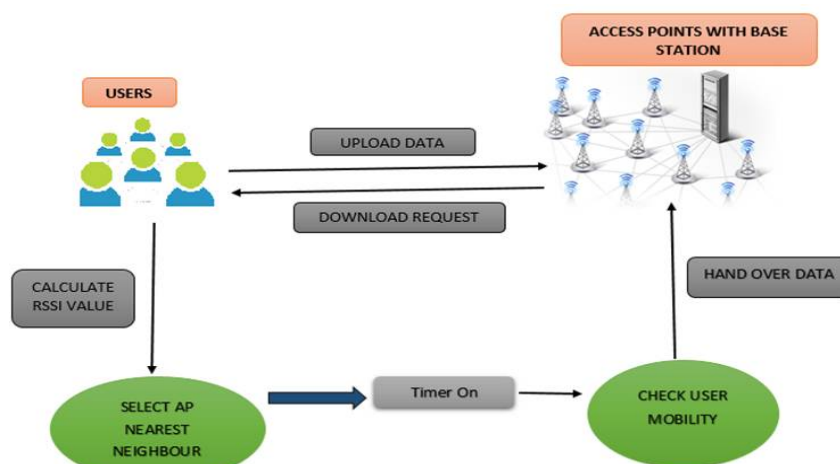 ACCESS POINTS WITH BASE
STATION
USERS
UPLOAD DATA
DOWNLOAD REQUEST
CALCULATE
RSSI VALUE
HAND OVER DATA
SELECT AP
NEAREST
NEIGHBOUR
Timer On
CHECK USER
MOBILITY